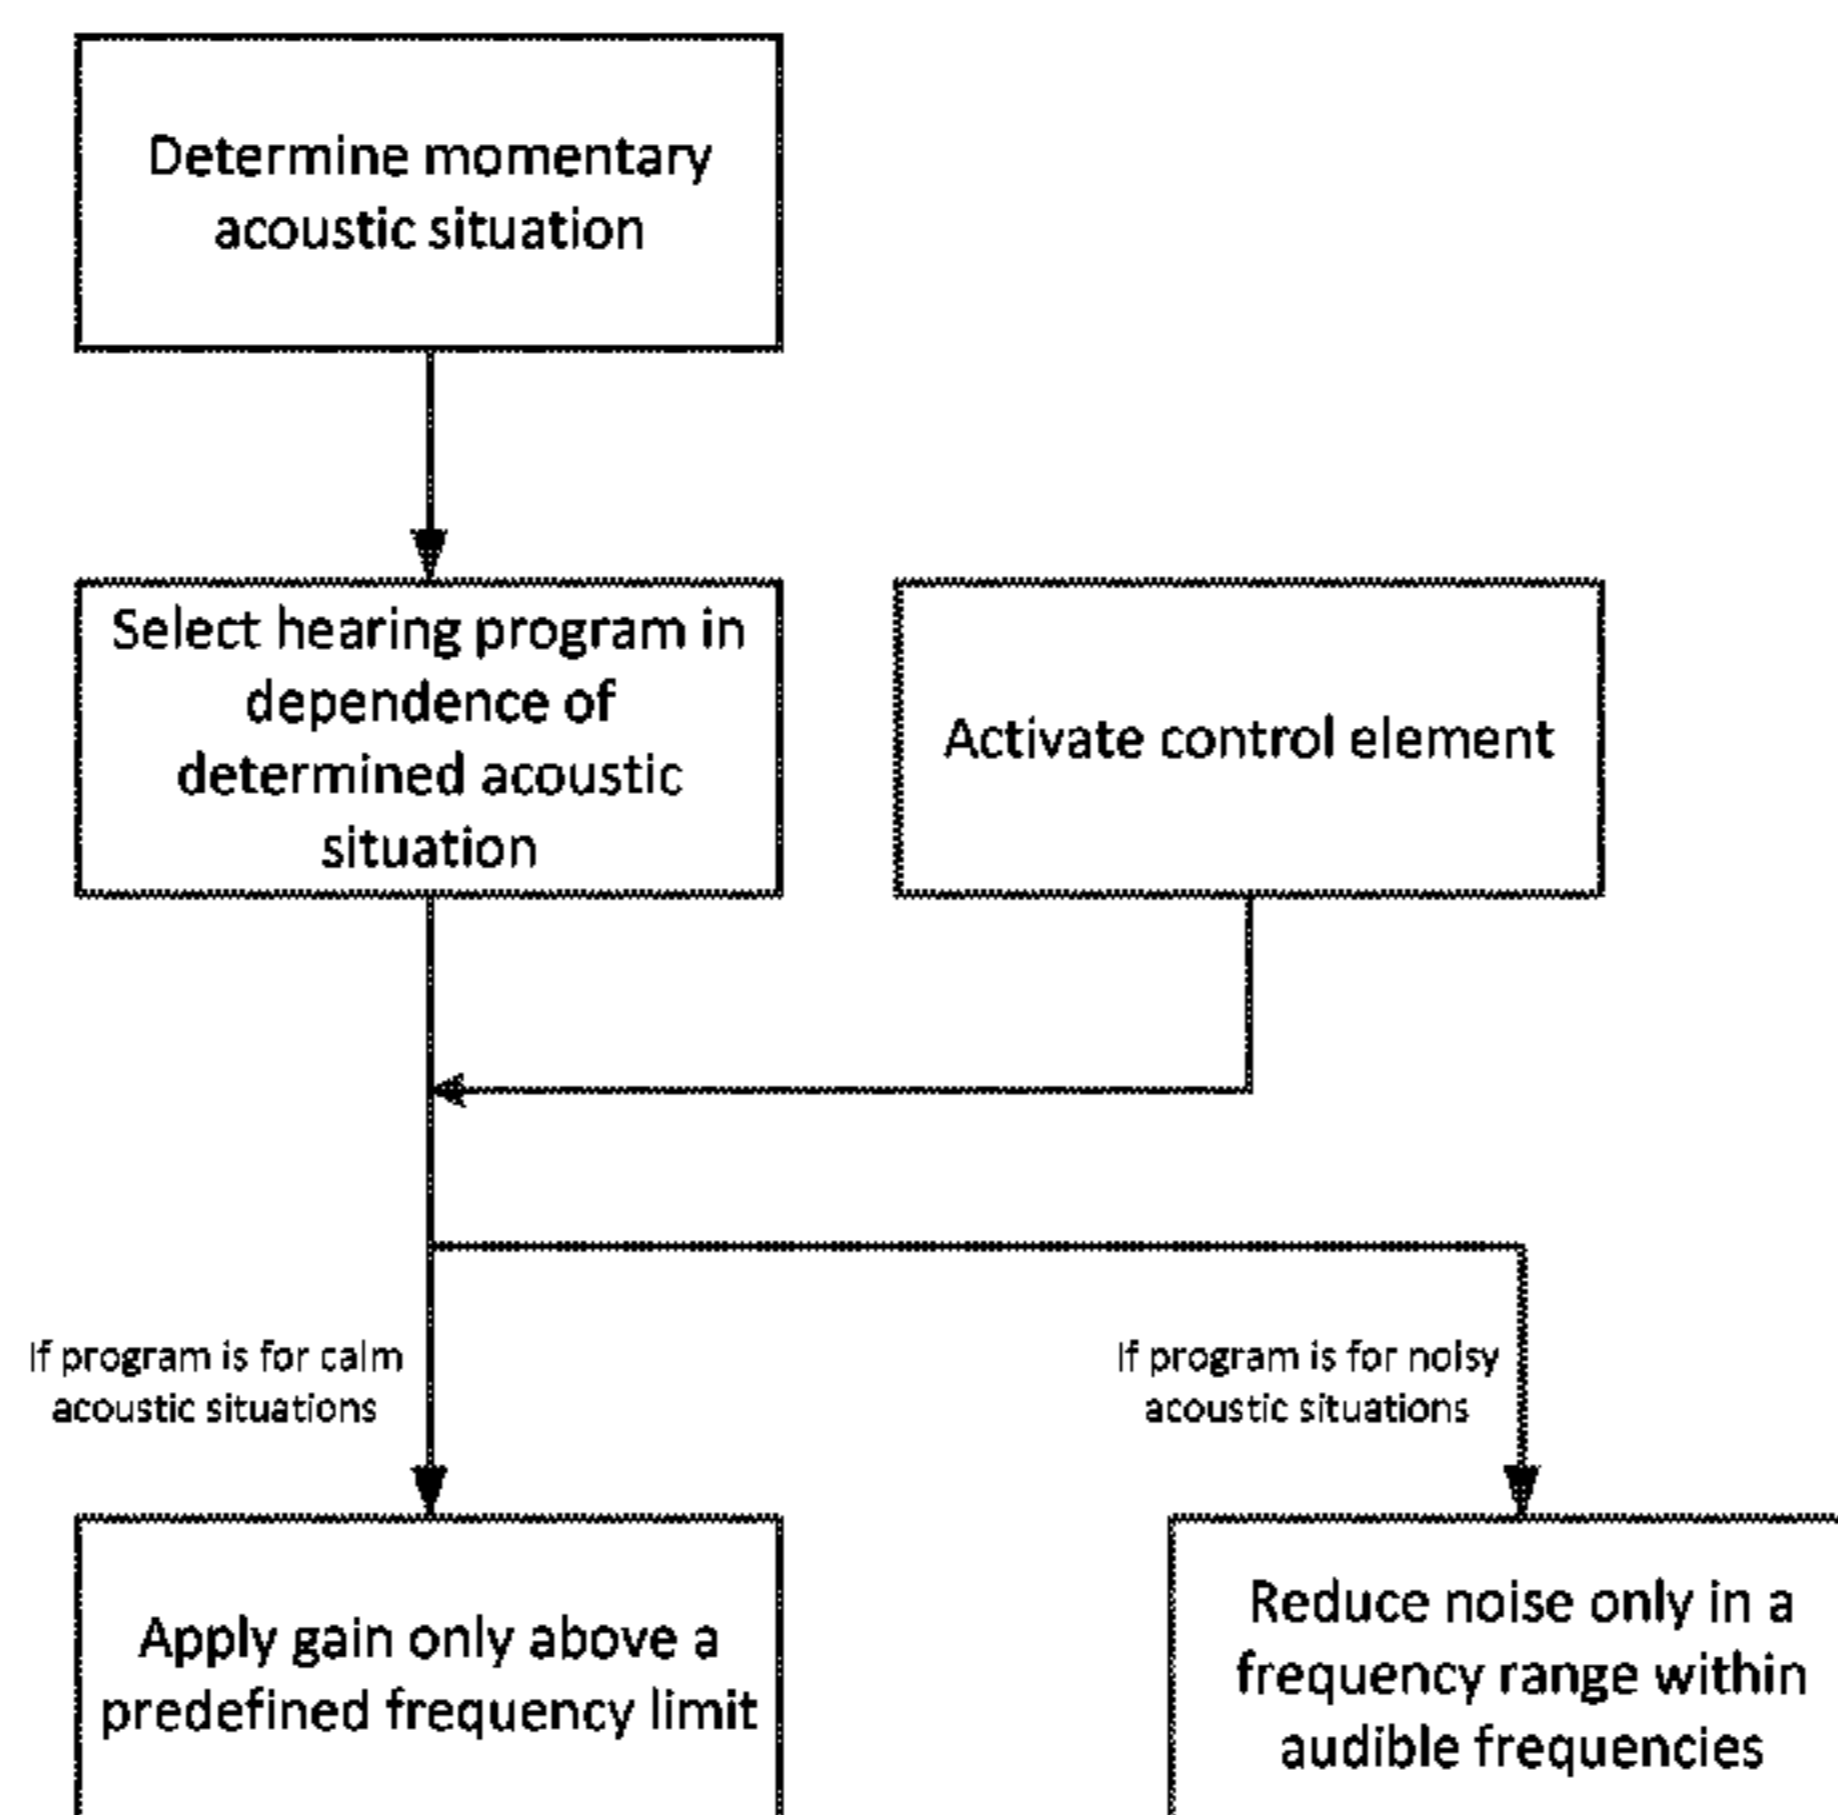 Determine momentary
acoustic situation
Select hearing program in
dependence of
determined acoustic
situation
Activate control element
If program is for calm
acoustic situations
If program is for noisy
acoustic situations
Apply gain only above a
predefined frequency limit
Reduce noise only in a
frequency range within
audible frequencies